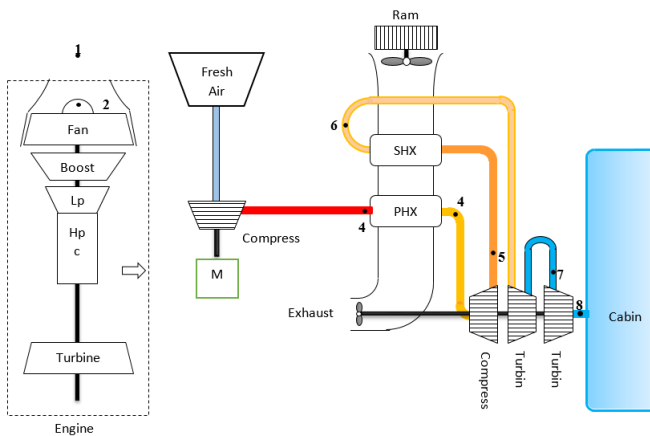 1
2
Fan
Boost
Lp
Hp
c
Turbine
Engine
Fresh
Air
Compress
M
Ram
6
SHX
PHX
4
4
5
7
8
Exhaust
Compress
Turbin
Turbin
Cabin